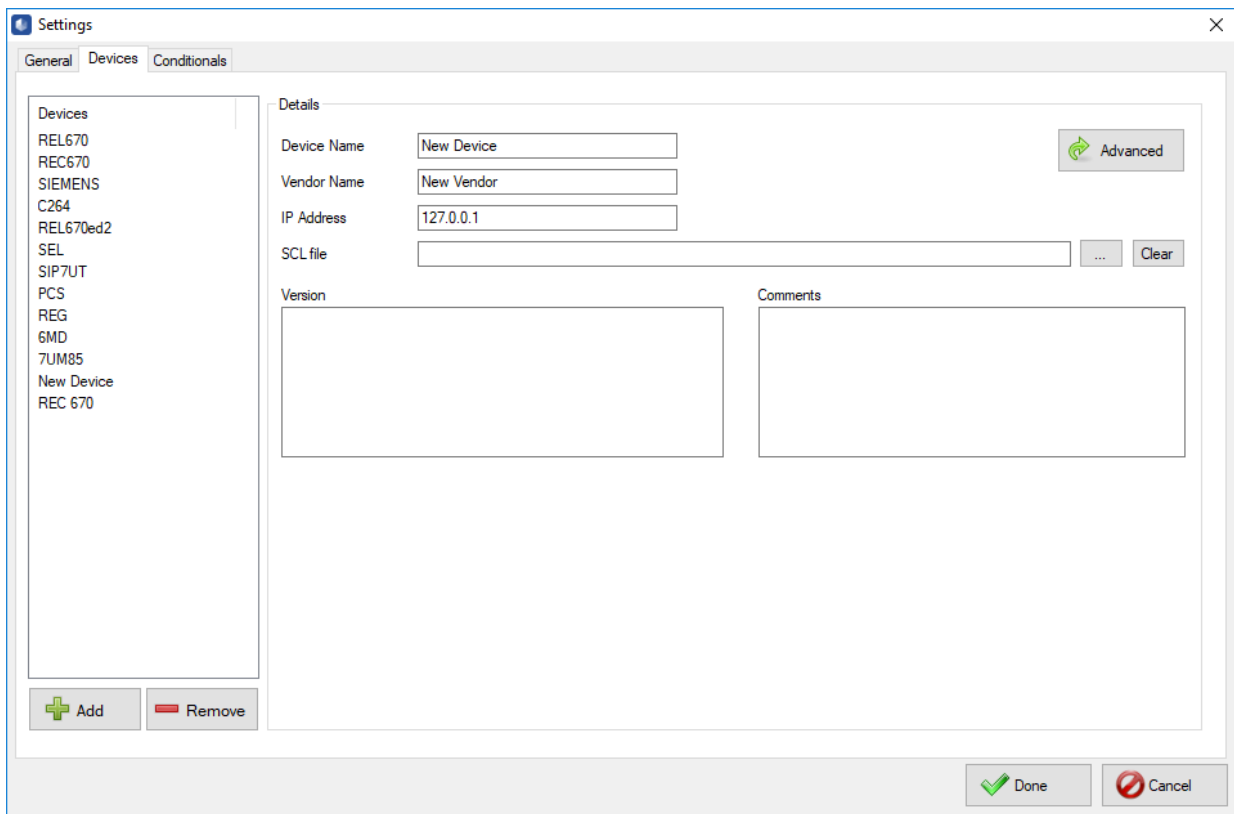 Settings
General Devices Conditionals
Devices
REL670
REC670
SIEMENS
C264
REL670ed2
SEL
SIP7UT
PCS
REG
6MD
7UM85
New Device
REC 670
Add Remove
Details
Device Name New Device
Advanced
Vendor Name New Vendor
IP Address 127.0.0.1
SCL file ... Clear
Version Comments
Done Cancel